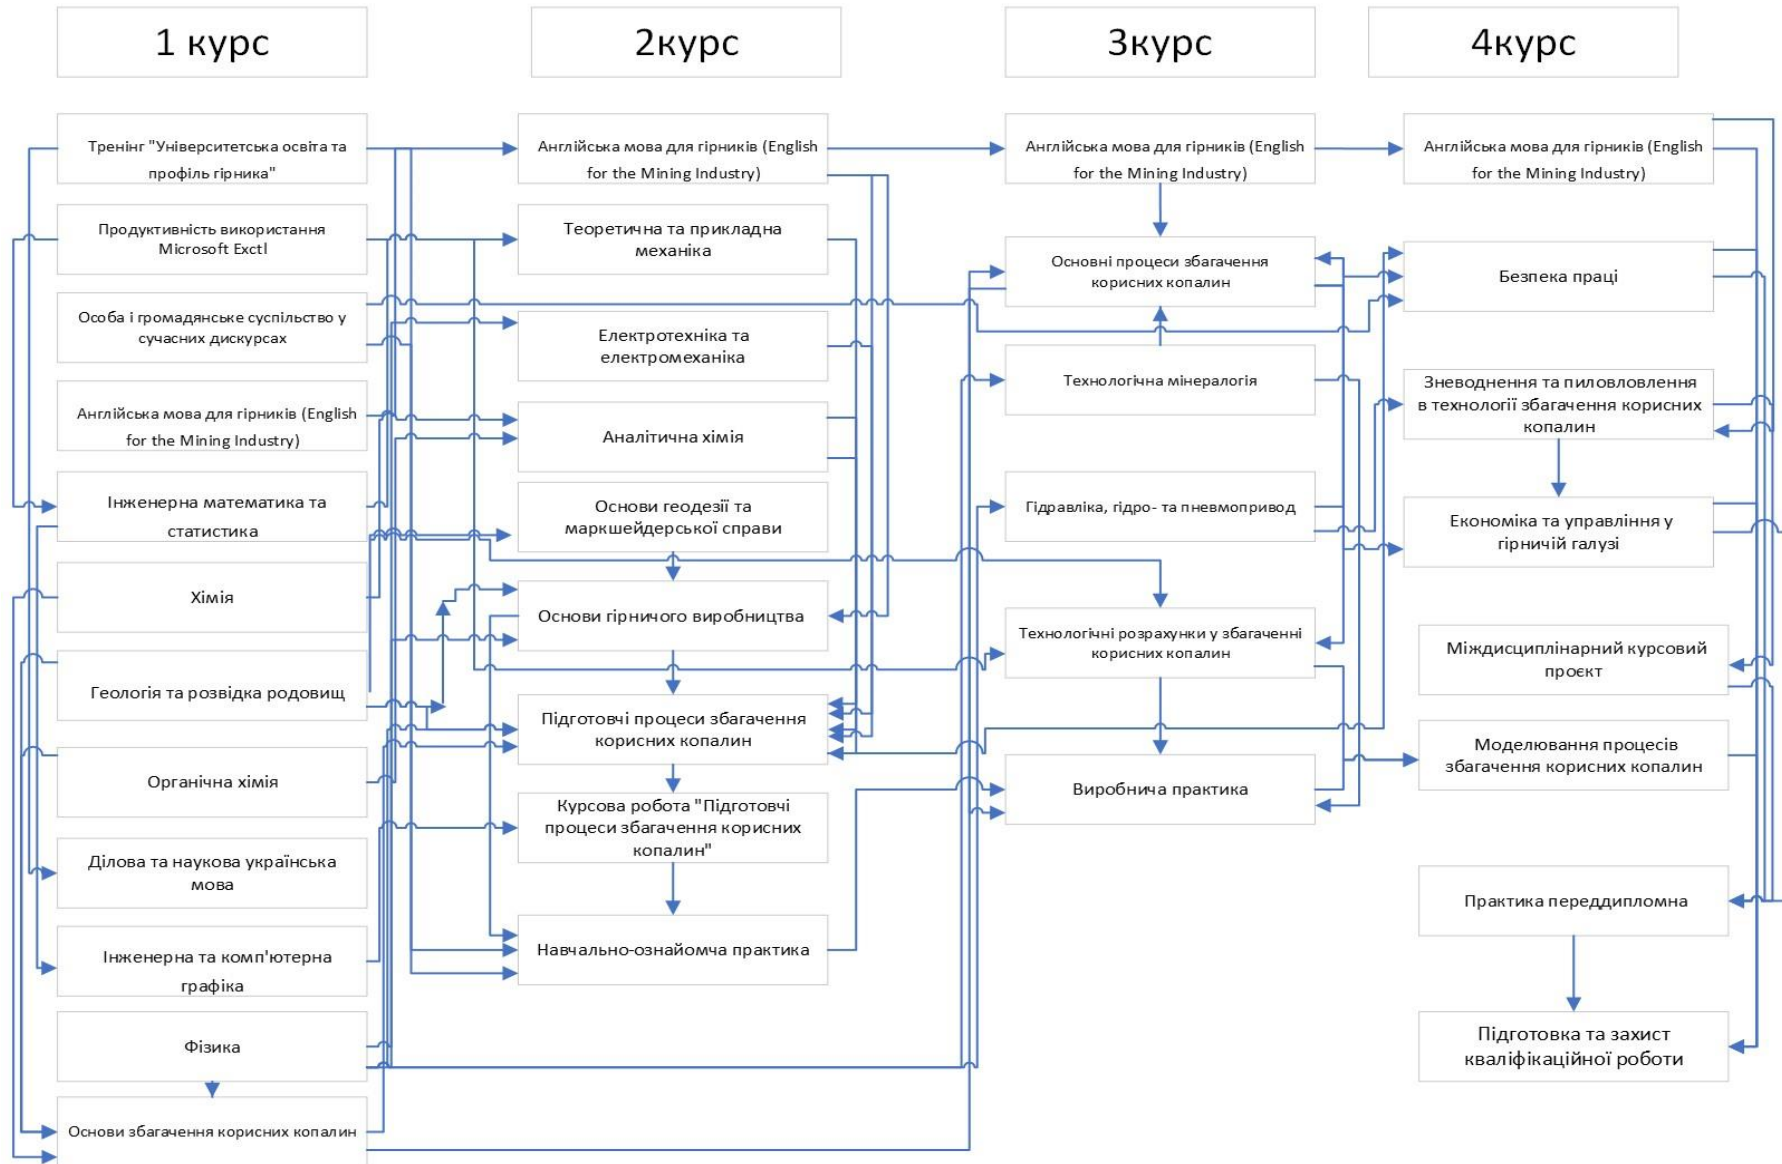 1 курс
2курс
3курс
4курс
Тренінг "Університетська освіта та
профіль гірника"
Продуктивність використання
Microsoft Exctl
Особа і громадянське суспільство у
сучасних дискурсах
Англійська мова для гірників (English
for the Mining Industry)
Інженерна математика та
статистика
Хімія
Геологія та розвідка родовищ
Органічна хімія
Ділова та наукова українська
мова
Інженерна та комп'ютерна
графіка
Фізика
Основи збагачення корисних копалин
Англійська мова для гірників (English
for the Mining Industry)
Теоретична та прикладна
механіка
Електротехніка та
електромеханіка
Аналітична хімія
Основи геодезії та
маркшейдерської справи
Основи гірничого виробництва
Підготовчі процеси збагачення
корисних копалин
Курсова робота "Підготовчі
процеси збагачення корисних
копалин"
Навчально-ознайомча практика
Англійська мова для гірників (English
for the Mining Industry)
Основні процеси збагачення
корисних копалин
Технологічна мінералогія
Гідравліка, гідро- та пневмопривод
Технологічні розрахунки у збагаченні
корисних копалин
Виробнича практика
Англійська мова для гірників (English
for the Mining Industry)
Безпека праці
Зневоднення та пиловловлення
в технології збагачення корисних
копалин
Економіка та управління у
гірничій галузі
Міждисциплінарний курсовий
проєкт
Моделювання процесів
збагачення корисних копалин
Практика переддипломна
Підготовка та захист
кваліфікаційної роботи